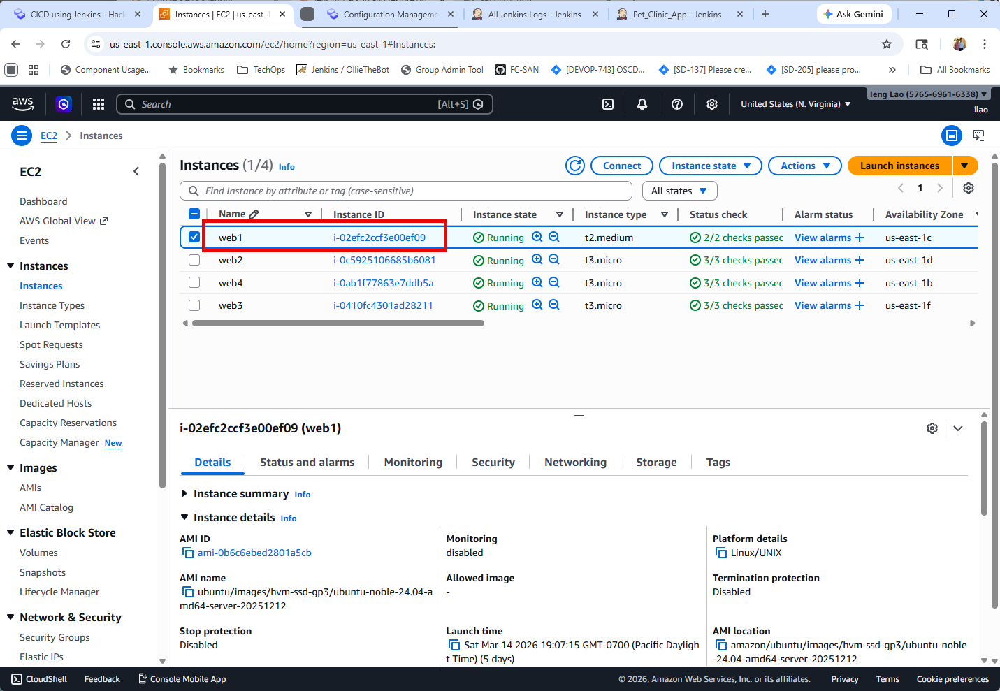 CICD using Jenkins - Hack
Instances | EC2 | us-east-1
Configuration Manageme
All Jenkins Logs - Jenkins
Pet_Clinic_App - Jenkins
Ask Gemini
us-east-1.console.aws.amazon.com/ec2/home?region=us-east-1#Instances:
Component Usage...
Bookmarks
TechOps
Jenkins / OllieTheBot
Group Admin Tool
FC-SAN
[DEVOP-743] OSCD...
[SD-137] Please cre...
[SD-205] please pro...
All Bookmarks
aws
Search
[Alt+S]
United States (N. Virginia)
Ieng Lao (5765-6961-6338)
ilao
EC2
Instances
EC2
Dashboard
AWS Global View
Events
Instances
Instances
Instance Types
Launch Templates
Spot Requests
Savings Plans
Reserved Instances
Dedicated Hosts
Capacity Reservations
Capacity Manager New
Images
AMIs
AMI Catalog
Elastic Block Store
Volumes
Snapshots
Lifecycle Manager
Network & Security
Security Groups
Elastic IPs
Instances (1/4) Info
Connect
Instance state
Actions
Launch instances
Find Instance by attribute or tag (case-sensitive)
All states
1
Name Instance ID Instance state Instance type Status check Alarm status Availability Zone
web1 i-02efc2ccf3e00ef09 Running t2.medium 2/2 checks passed View alarms us-east-1c
web2 i-0c5925106685b6081 Running t3.micro 3/3 checks passed View alarms us-east-1d
web4 i-0ab1f77863e7ddb5a Running t3.micro 3/3 checks passed View alarms us-east-1b
web3 i-0410fc4301ad28211 Running t3.micro 3/3 checks passed View alarms us-east-1f
i-02efc2ccf3e00ef09 (web1)
Details
Status and alarms
Monitoring
Security
Networking
Storage
Tags
Instance summary Info
Instance details Info
AMI ID
ami-0b6c6ebed2801a5cb
Monitoring
disabled
Platform details
Linux/UNIX
AMI name
ubuntu/images/hvm-ssd-gp3/ubuntu-noble-24.04-a
md64-server-20251212
Allowed image
-
Termination protection
Disabled
Stop protection
Disabled
Launch time
Sat Mar 14 2026 19:07:15 GMT-0700 (Pacific Dayligh
t Time) (5 days)
AMI location
amazon/ubuntu/images/hvm-ssd-gp3/ubuntu-noble
-24.04-amd64-server-20251212
CloudShell
Feedback
Console Mobile App
© 2026, Amazon Web Services, Inc. or its affiliates.
Privacy
Terms
Cookie preferences